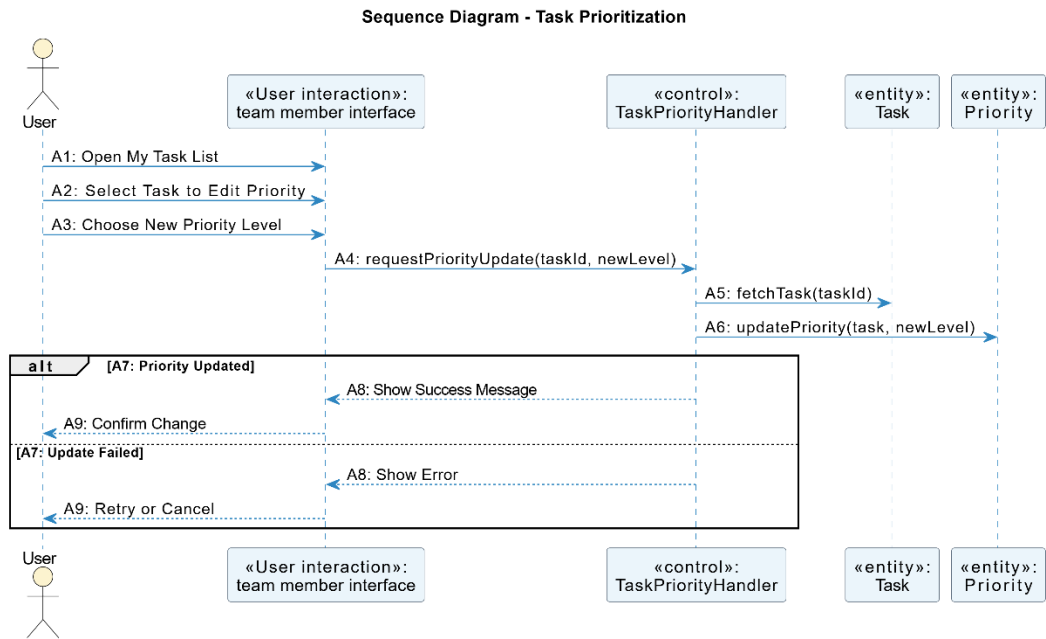 Sequence Diagram - Task Prioritization
User
«User interaction»:
team member interface
«control»:
TaskPriorityHandler
«entity»:
Task
«entity»:
Priority
A1: Open My Task List
A2: Select Task to Edit Priority
A3: Choose New Priority Level
A4: requestPriorityUpdate(taskId, newLevel)
A5: fetchTask(taskId)
A6: updatePriority(task, newLevel)
alt [A7: Priority Updated]
A8: Show Success Message
A9: Confirm Change
[A7: Update Failed]
A8: Show Error
A9: Retry or Cancel
User
«User interaction»:
team member interface
«control»:
TaskPriorityHandler
«entity»:
Task
«entity»:
Priority